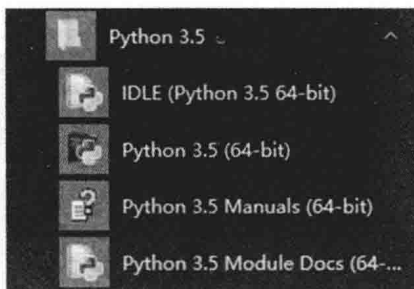 Python 3.5
IDLE (Python 3.5 64-bit)
Python 3.5 (64-bit)
Python 3.5 Manuals (64-bit)
Python 3.5 Module Docs (64-...